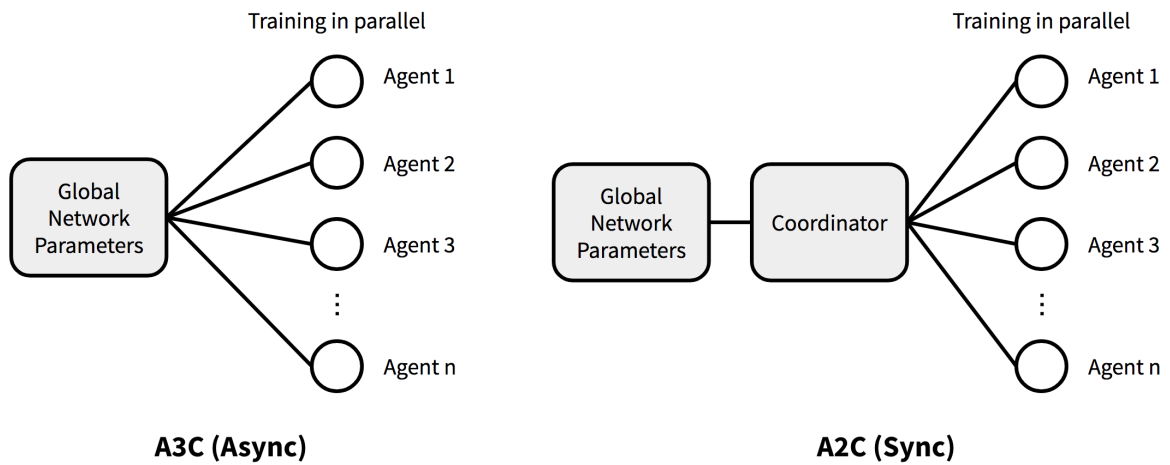 Training in parallel
Agent 1
Agent 2
Agent 3
⋮
Agent n
Global
Network
Parameters
A3C (Async)
Training in parallel
Agent 1
Agent 2
Agent 3
⋮
Agent n
Global
Network
Parameters
Coordinator
A2C (Sync)